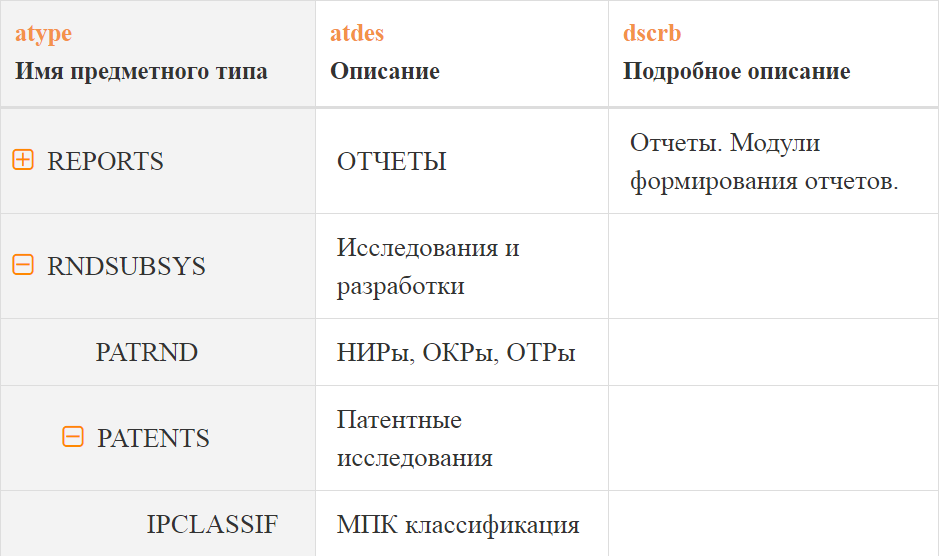 atype
Имя предметного типа
atdes
Описание
dscrb
Подробное описание
REPORTS
ОТЧЕТЫ
Отчеты. Модули
формирования отчетов.
RNDSUBSYS
Исследования и
разработки
PATRND
НИРы, ОКРы, ОТРы
PATENTS
Патентные
исследования
IPCLASSIF
МПК классификация